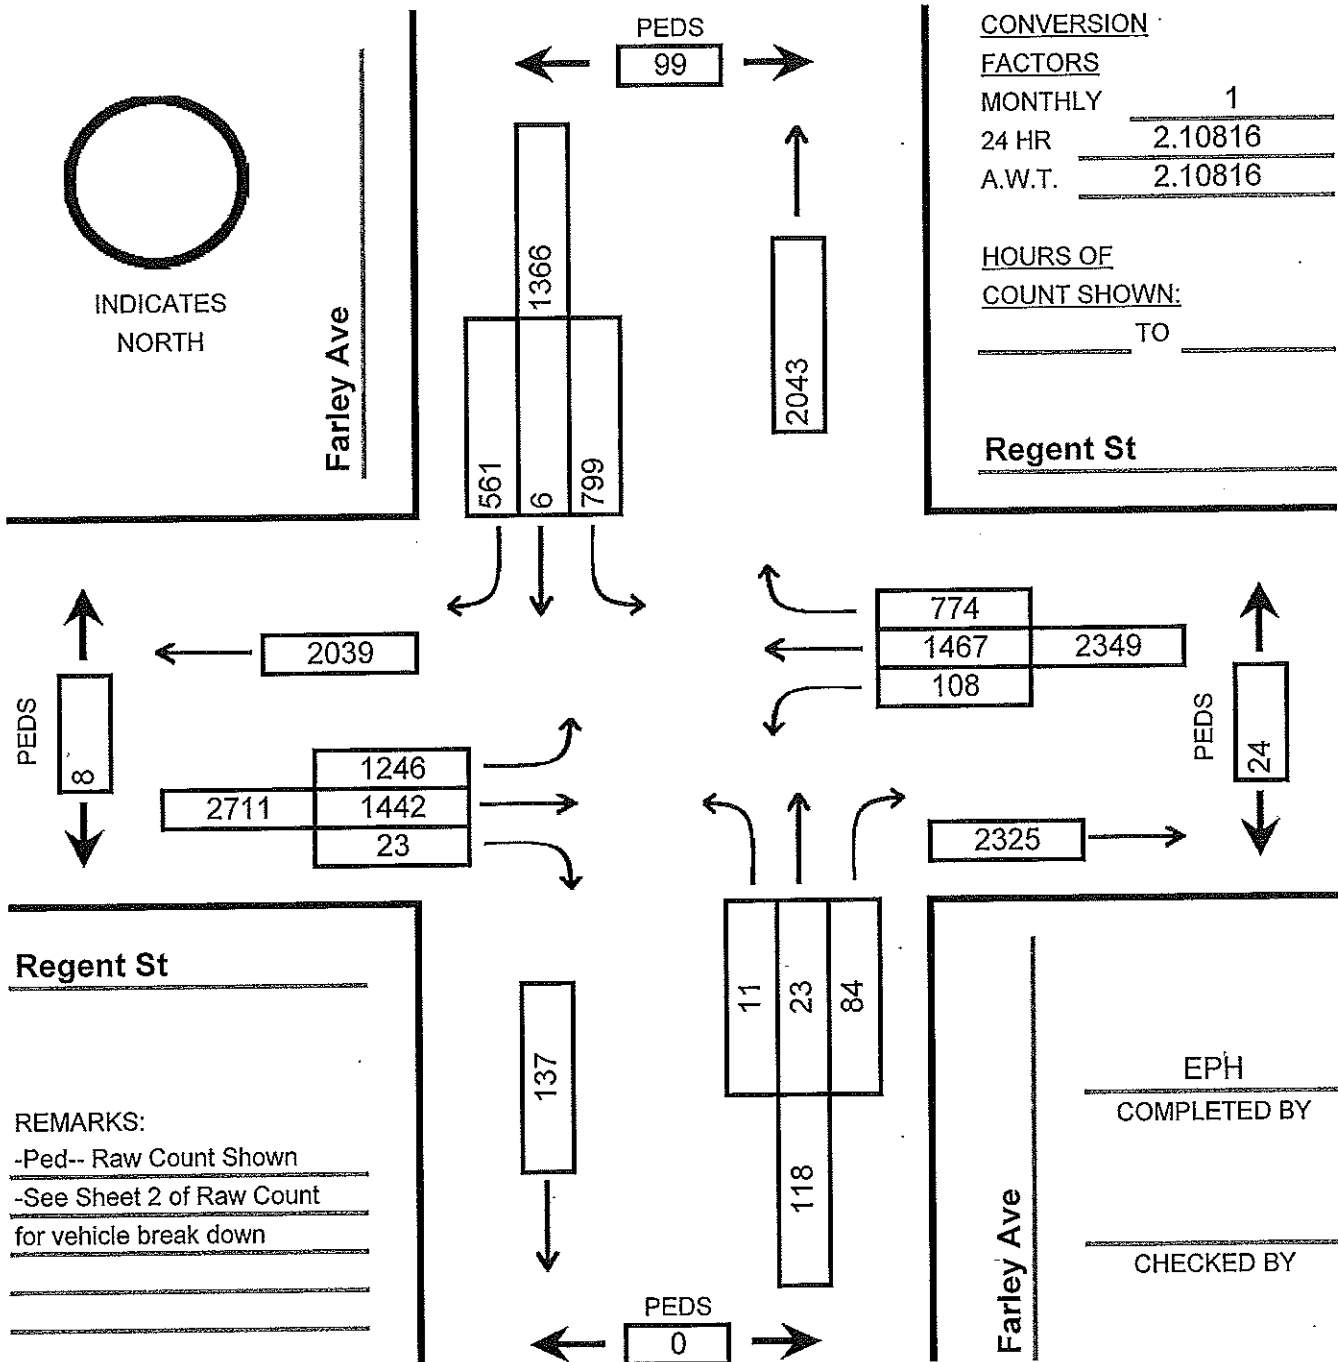 PEDS
99
CONVERSION
FACTORS
MONTHLY 1
24 HR 2.10816
A.W.T. 2.10816
HOURS OF
COUNT SHOWN:
TO
Regent St
INDICATES
NORTH
Farley Ave
1366
561
6
799
2043
2039
PEDS
8
1246
2711 1442
23
774
1467 2349
108
PEDS
24
2325
Regent St
REMARKS:
-Ped-- Raw Count Shown
-See Sheet 2 of Raw Count
for vehicle break down
137
11
23
84
118
PEDS
0
Farley Ave
EPH
COMPLETED BY
CHECKED BY